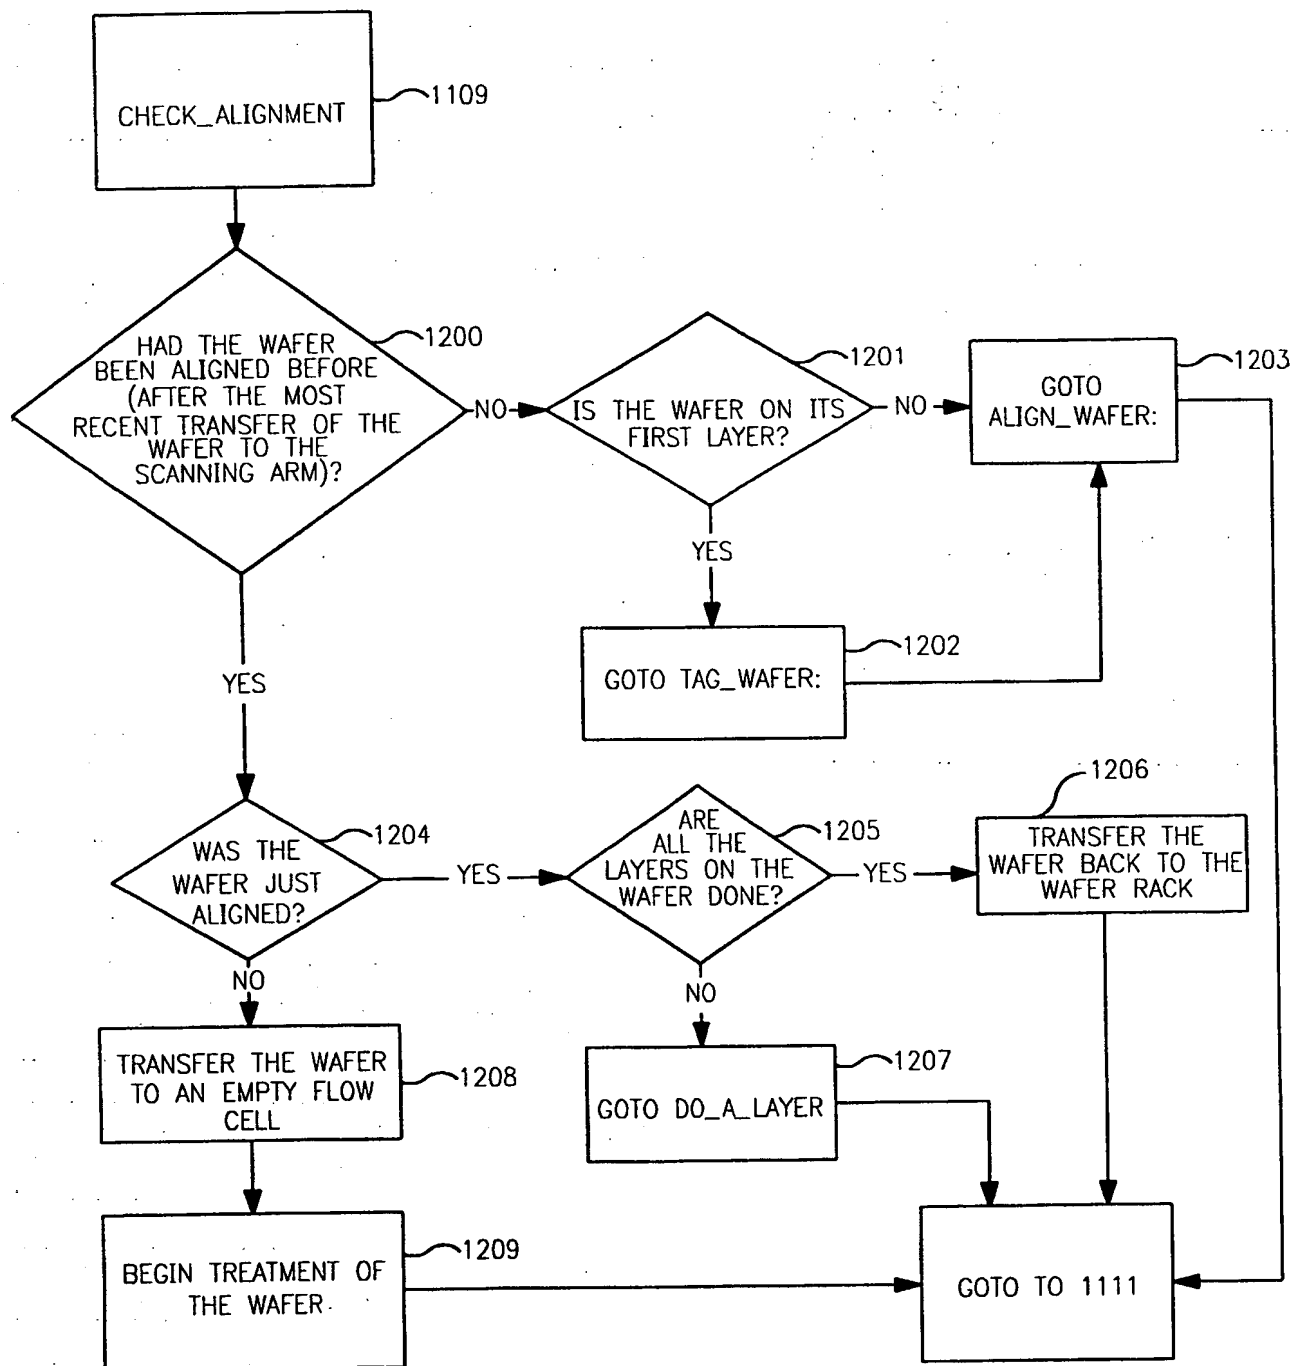 CHECK_ALIGNMENT
1109
HAD THE WAFER
BEEN ALIGNED BEFORE
(AFTER THE MOST
RECENT TRANSFER OF THE
WAFER TO THE
SCANNING ARM)?
1200
NO
IS THE WAFER ON ITS
FIRST LAYER?
1201
NO
GOTO
ALIGN_WAFER:
1203
YES
GOTO TAG_WAFER:
1202
YES
WAS THE
WAFER JUST
ALIGNED?
1204
YES
ARE
ALL THE
LAYERS ON THE
WAFER DONE?
1205
YES
TRANSFER THE
WAFER BACK TO THE
WAFER RACK
1206
NO
NO
TRANSFER THE WAFER
TO AN EMPTY FLOW
CELL
1208
GOTO DO_A_LAYER
1207
BEGIN TREATMENT OF
THE WAFER
1209
GOTO TO 1111